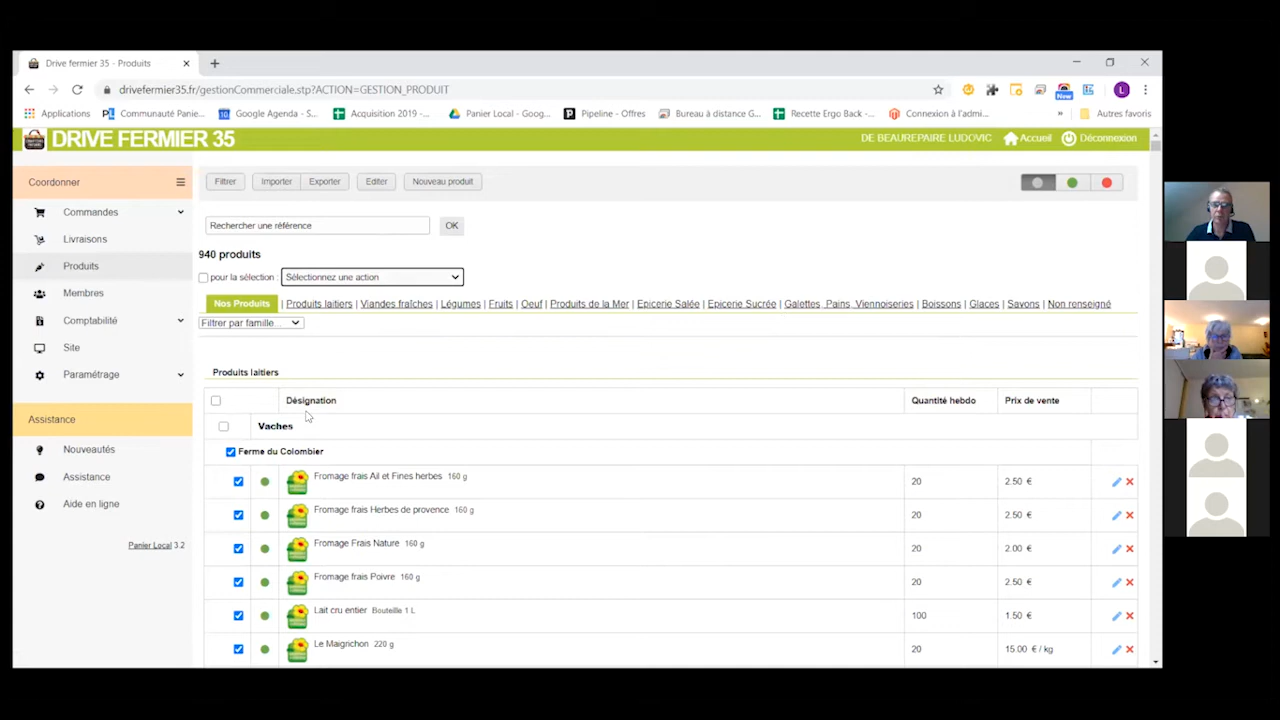 Drive fermier 35 - Produits
drivefermier35.fr/gestionCommerciale.stp?ACTION=GESTION_PRODUIT
L
Applications Communauté Panie... Google Agenda - S... Acquisition 2019 -... Panier Local - Goog... Pipeline - Offres Bureau à distance G... Recette Ergo Back -... Connexion à l'admi... » Autres favoris
New
DRIVE FERMIER 35 DE BEAUREPAIRE LUDOVIC Accueil Déconnexion
Coordonner
Commandes
Livraisons
Produits
Membres
Comptabilité
Site
Paramétrage
Assistance
Nouveautés
Assistance
Aide en ligne
Panier Local 3.2
Filtrer Importer Exporter Editer Nouveau produit
Rechercher une référence OK
940 produits
pour la sélection : Sélectionnez une action
Nos Produits | Produits laitiers | Viandes fraîches | Légumes | Fruits | Oeuf | Produits de la Mer | Epicerie Salée | Epicerie Sucrée | Galettes, Pains, Viennoiseries | Boissons | Glaces | Savons | Non renseigné
Filtrer par famille...
Produits laitiers
Désignation Quantité hebdo Prix de vente
Vaches
Ferme du Colombier
Fromage frais Ail et Fines herbes 160 g 20 2.50 €
Fromage frais Herbes de provence 160 g 20 2.50 €
Fromage Frais Nature 160 g 20 2.00 €
Fromage frais Poivre 160 g 20 2.50 €
Lait cru entier Bouteille 1 L 100 1.50 €
Le Maigrichon 220 g 20 15.00 € / kg